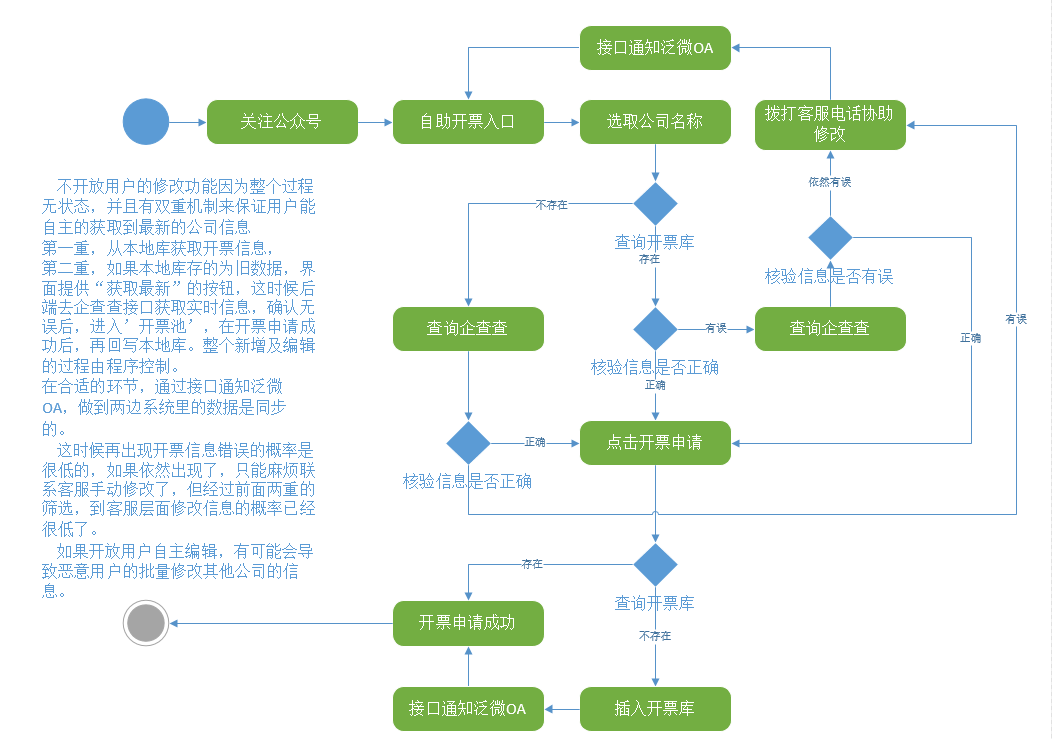 接口通知泛微OA
关注公众号
自助开票入口
选取公司名称
拨打客服电话协助
修改
不开放用户的修改功能因为整个过程
无状态，并且有双重机制来保证用户能
自主的获取到最新的公司信息
第一重，从本地库获取开票信息，
第二重，如果本地库存的为旧数据，界
面提供“获取最新”的按钮，这时候后
端去企查查接口获取实时信息，确认无
误后，进入’开票池’，在开票申请成
功后，再回写本地库。整个新增及编辑
的过程由程序控制。
在合适的环节，通过接口通知泛微
OA，做到两边系统里的数据是同步
的。
这时候再出现开票信息错误的概率是
很低的，如果依然出现了，只能麻烦联
系客服手动修改了，但经过前面两重的
筛选，到客服层面修改信息的概率已经
很低了。
如果开放用户自主编辑，有可能会导
致恶意用户的批量修改其他公司的信
息。
依然有误
不存在
查询开票库
存在
核验信息是否有误
查询企查查
有误
查询企查查
有误
正确
核验信息是否正确
正确
正确
点击开票申请
核验信息是否正确
存在
查询开票库
开票申请成功
不存在
接口通知泛微OA
插入开票库